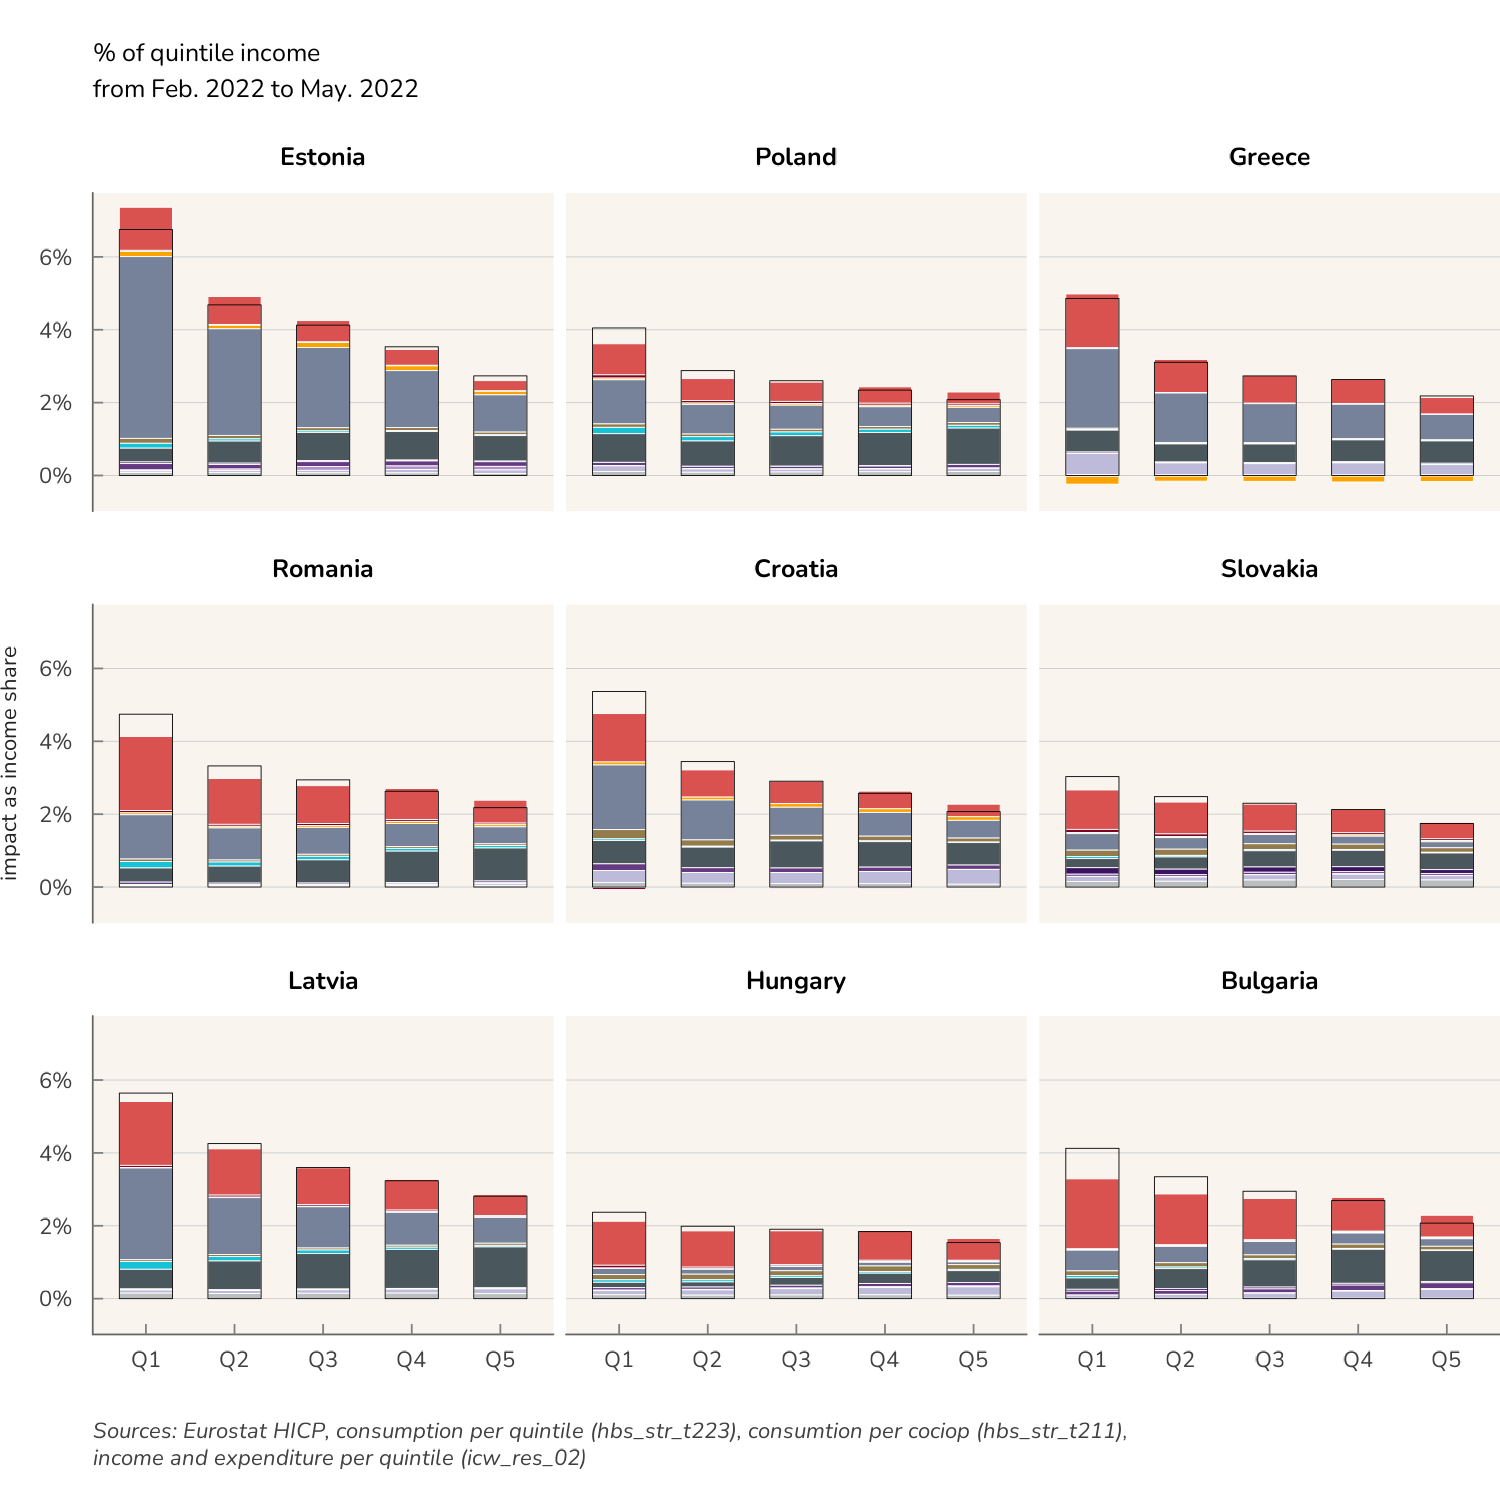 % of quintile income
from Feb. 2022 to May. 2022
Estonia
Poland
Greece
6%
4%
2%
0%
Romania
Croatia
Slovakia
impact as income share
6%
4%
2%
0%
Latvia
Hungary
Bulgaria
6%
4%
2%
0%
Q1 Q2 Q3 Q4 Q5
Q1 Q2 Q3 Q4 Q5
Q1 Q2 Q3 Q4 Q5
Sources: Eurostat HICP, consumption per quintile (hbs_str_t223), consumtion per cociop (hbs_str_t211),
income and expenditure per quintile (icw_res_02)